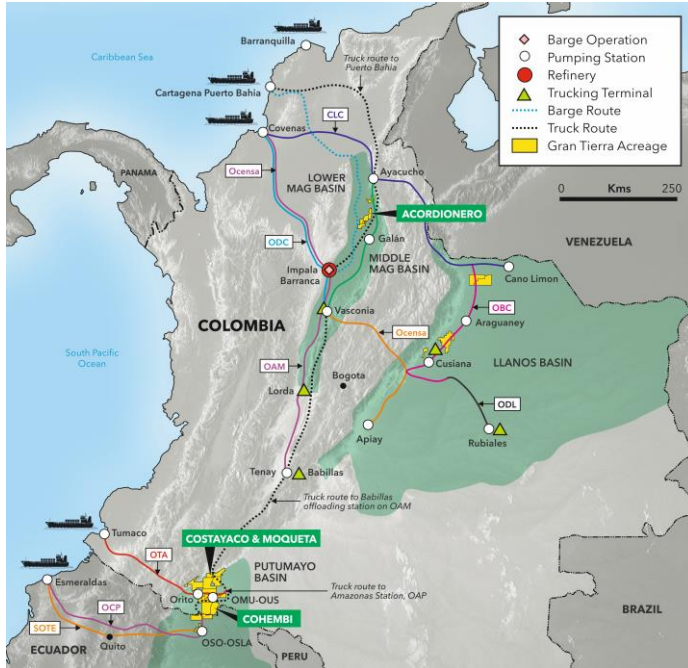 Caribbean Sea
Barranquilla
Truck route to
Puerto Bahia
Cartagena Puerto Bahía
Covenas
CLC
Barge Operation
Pumping Station
Refinery
Trucking Terminal
Barge Route
Truck Route
Gran Tierra Acreage
0 Kms 250
PANAMA
Ocensa
LOWER
MAG BASIN
Ayacucho
ACORDIONERO
ODC
Galán
MIDDLE
MAG BASIN
VENEZUELA
Impala
Barranca
Cano Limon
Vasconia
OBC
COLOMBIA
Ocensa
Araguaney
South Pacific
Ocean
Cusiana
LLANOS BASIN
OAM
Bogota
Lorda
ODL
Apiay
Rubiales
Tenay
Babillas
Truck route to Babillas
offloading station on OAM
Tumaco
COSTAYACO & MOQUETA
OTA
PUTUMAYO
BASIN
Esmeraldas
Orito
OMU-OUS
Truck route to
Amazonas Station, OAP
OCP
COHEMBI
SOTE
Quito
OSO-OSLA
BRAZIL
ECUADOR
PERU